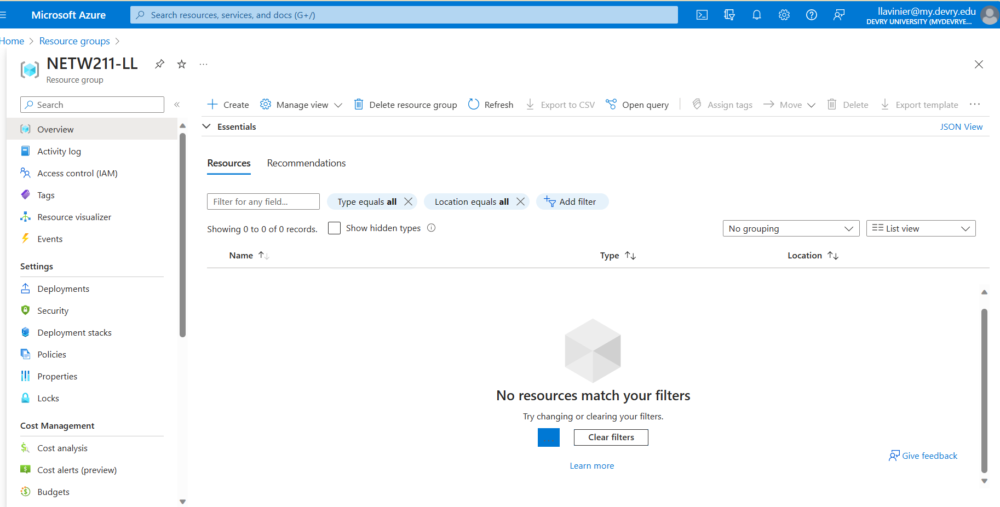 Microsoft Azure
Search resources, services, and docs (G+/)
llavinier@my.devry.edu
DEVRY UNIVERSITY (MYDEVRYE...
Home > Resource groups >
NETW211-LL
Resource group
Search
Create Manage view Delete resource group Refresh Export to CSV Open query Assign tags Move Delete Export template
Overview
Activity log
Access control (IAM)
Tags
Resource visualizer
Events
Settings
Deployments
Security
Deployment stacks
Policies
Properties
Locks
Cost Management
Cost analysis
Cost alerts (preview)
Budgets
Essentials JSON View
Resources Recommendations
Filter for any field... Type equals all Location equals all Add filter
Showing 0 to 0 of 0 records. Show hidden types No grouping List view
Name Type Location
No resources match your filters
Try changing or clearing your filters.
Clear filters
Learn more
Give feedback